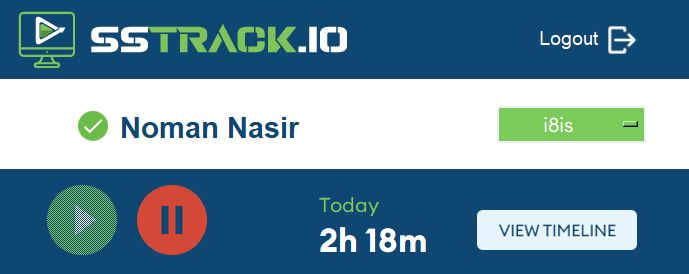 SSTRACK.IO
Logout
Noman Nasir
i8is
Today
2h 18m
VIEW TIMELINE